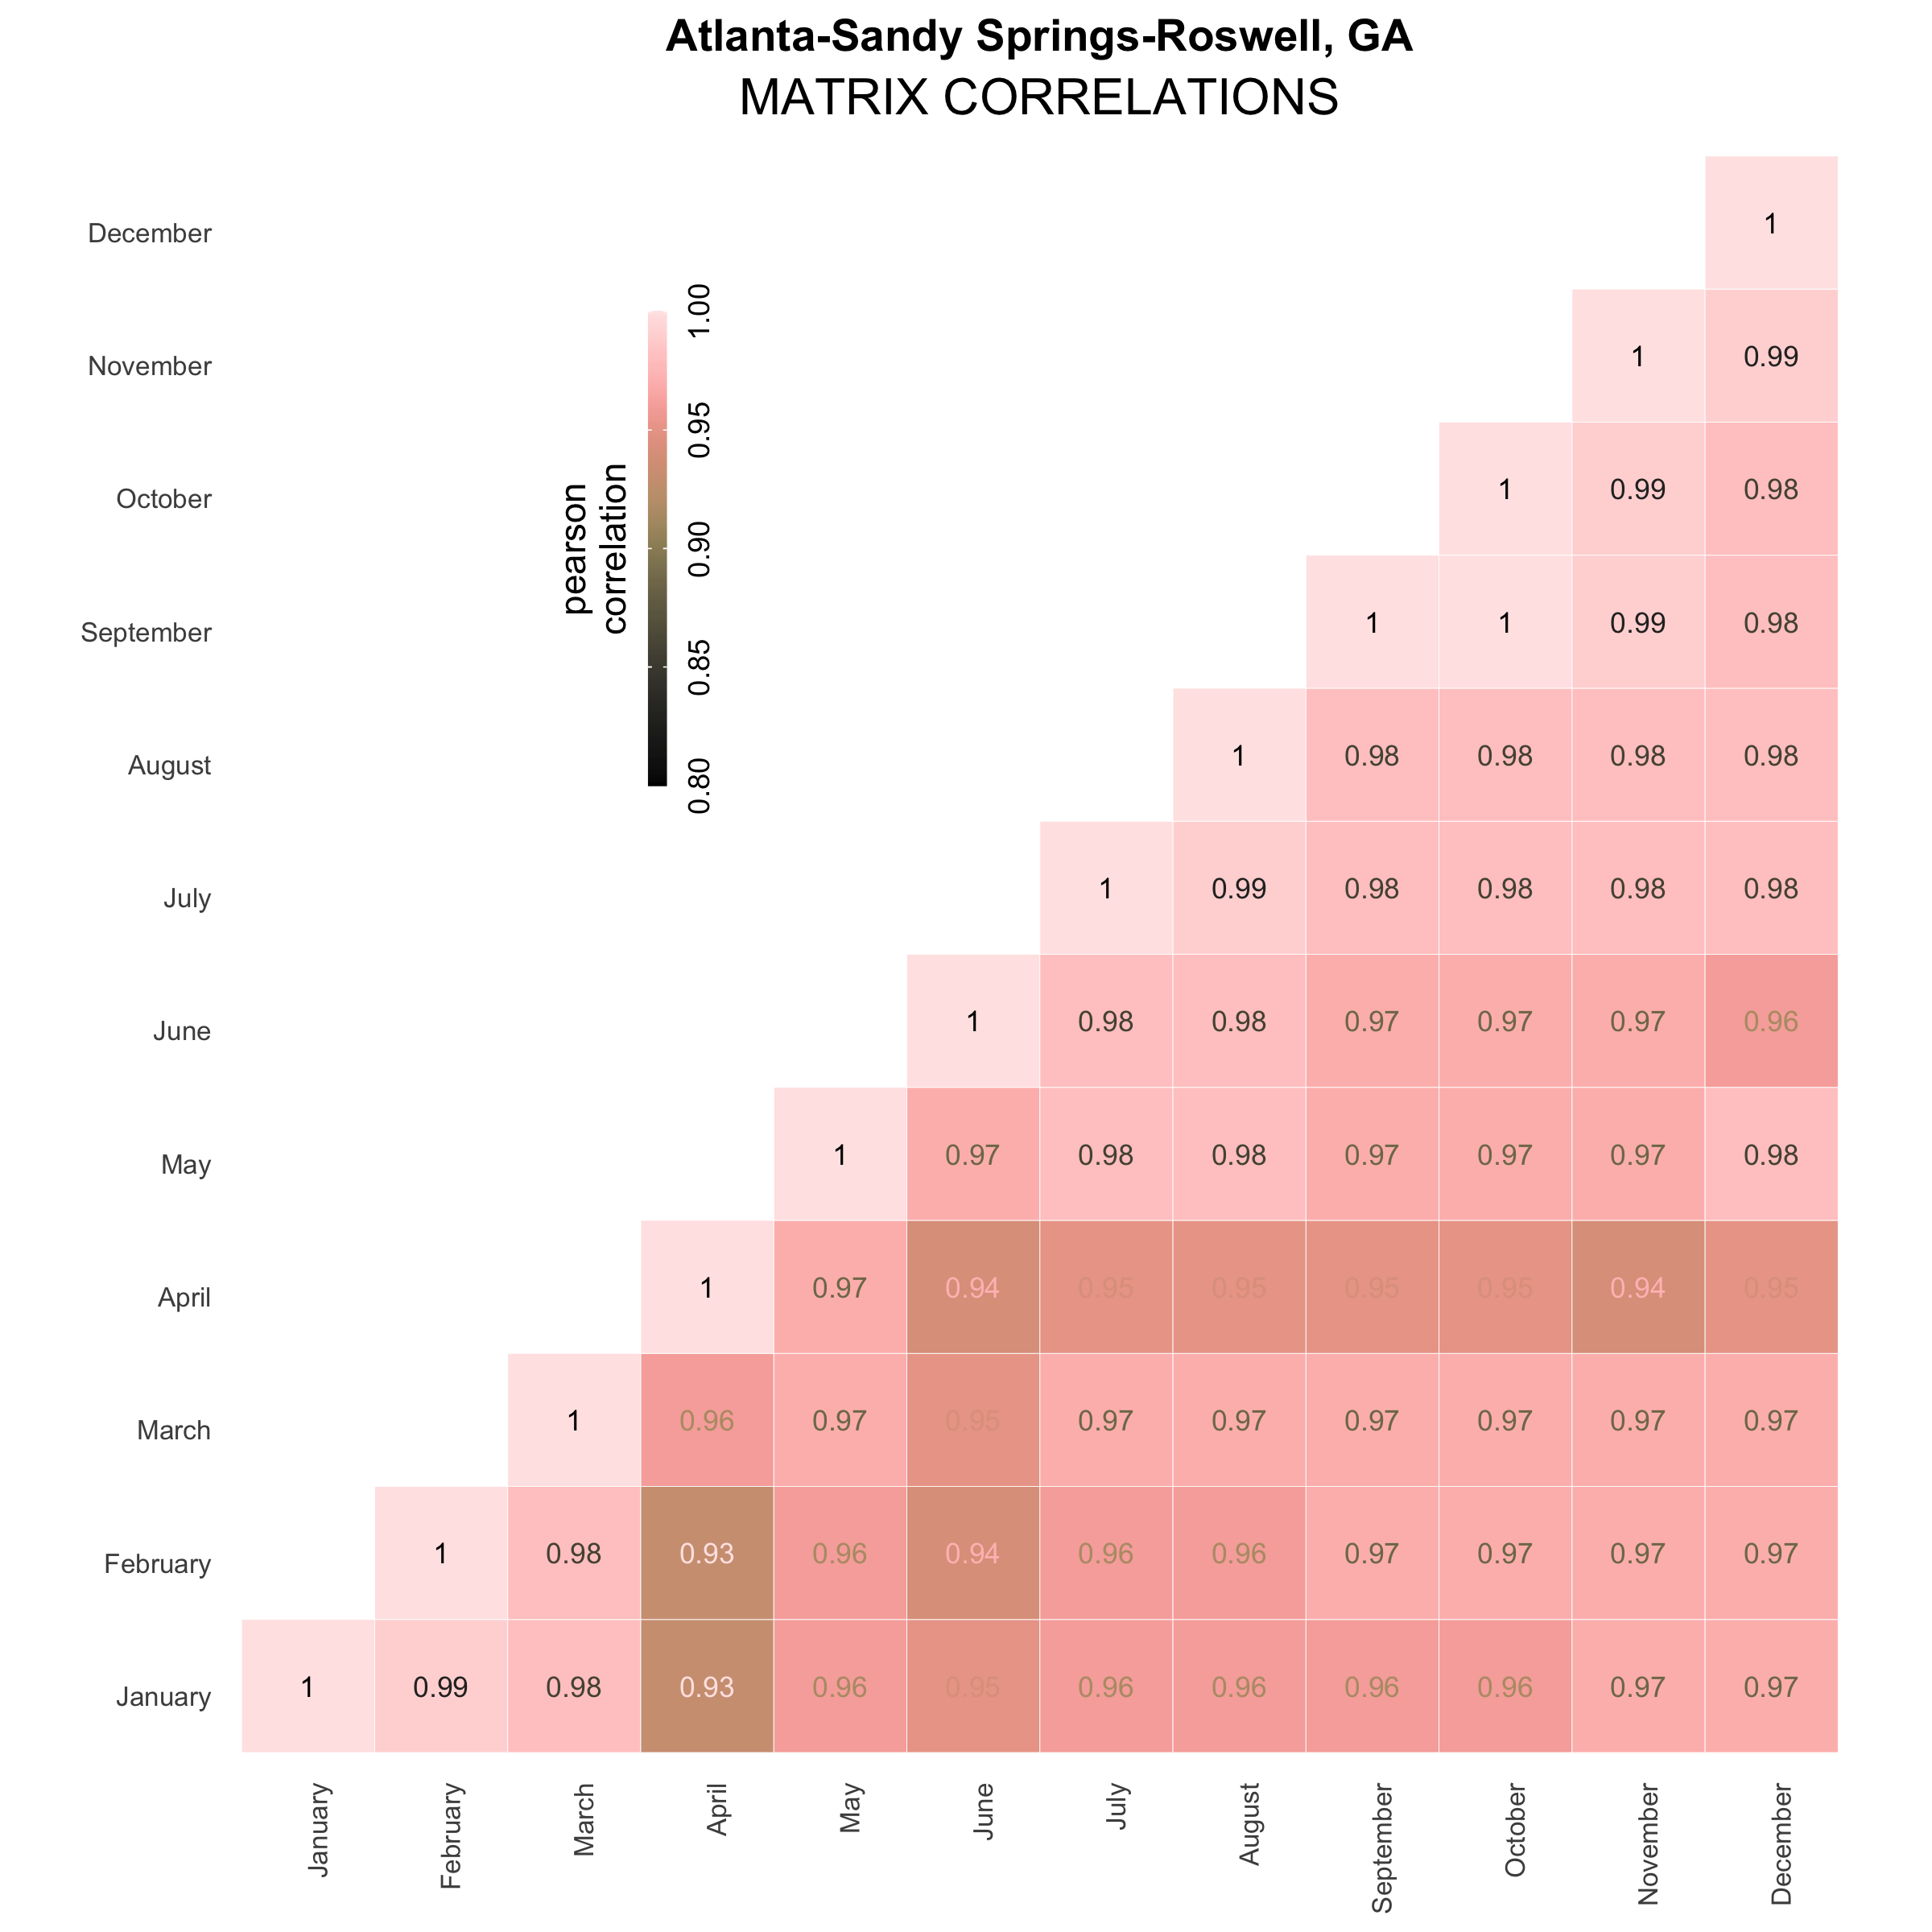 Atlanta-Sandy Springs-Roswell, GA
MATRIX CORRELATIONS
pearson
correlation
1.00
0.95
0.90
0.85
0.80
December 1
November 1 0.99
October 1 0.99 0.98
September 1 1 0.99 0.98
August 1 0.98 0.98 0.98 0.98
July 1 0.99 0.98 0.98 0.98 0.98
June 1 0.98 0.98 0.97 0.97 0.97 0.96
May 1 0.97 0.98 0.98 0.97 0.97 0.97 0.98
April 1 0.97 0.94 0.95 0.95 0.95 0.95 0.94 0.95
March 1 0.96 0.97 0.95 0.97 0.97 0.97 0.97 0.97 0.97
February 1 0.98 0.93 0.96 0.94 0.96 0.96 0.97 0.97 0.97 0.97
January 1 0.99 0.98 0.93 0.96 0.95 0.96 0.96 0.96 0.96 0.97 0.97
January
February
March
April
May
June
July
August
September
October
November
December